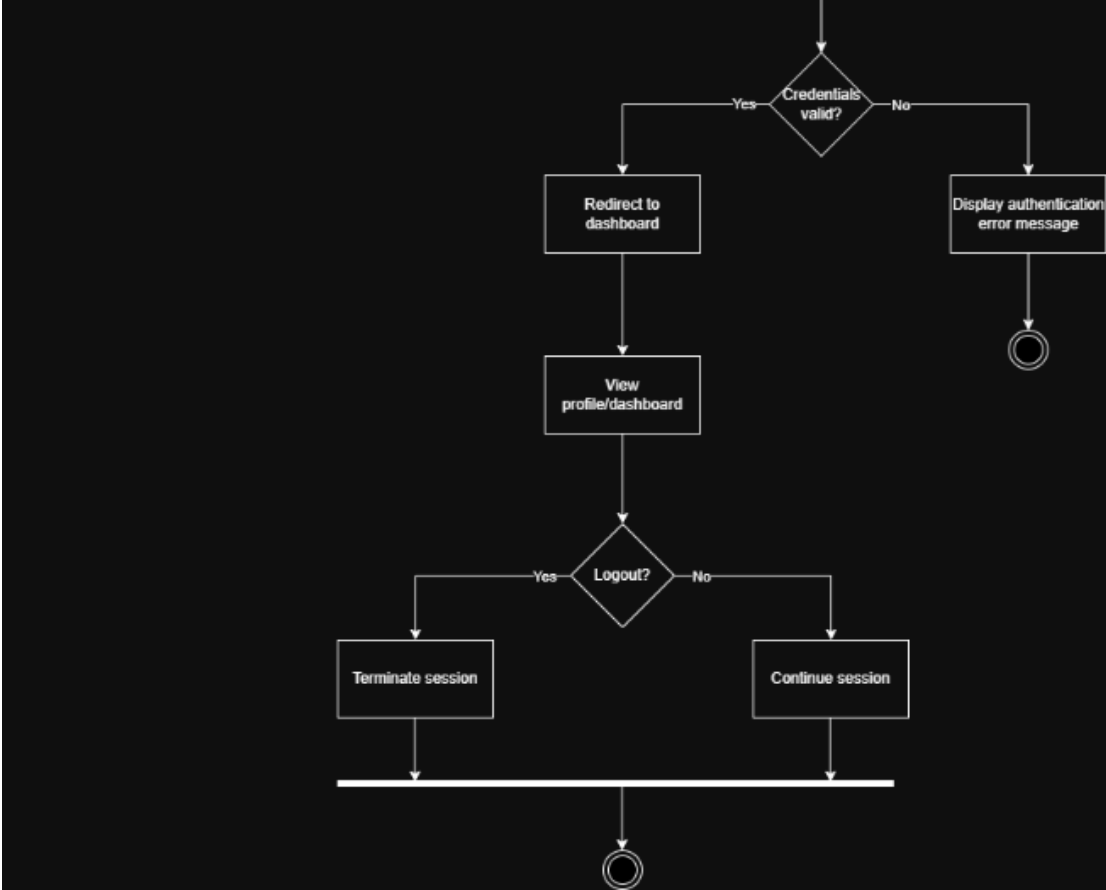 Credentials
valid?
Yes
No
Redirect to
dashboard
Display authentication
error message
View
profile/dashboard
Logout?
Yes
No
Terminate session
Continue session